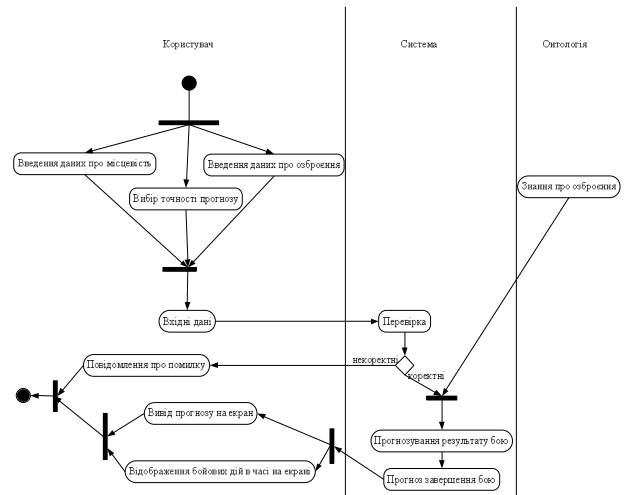 Користувач
Система
Онтологія
Введення даних про місцевість
Введення даних про озброєння
Вибір точності прогнозу
Знання про озброєння
Вхідні дані
Перевірка
некоректні
коректні
Повідомлення про помилку
Вивід прогнозу на екран
Прогнозування результату бою
Відображення бойових дій в часі на екрані
Прогноз завершення бою